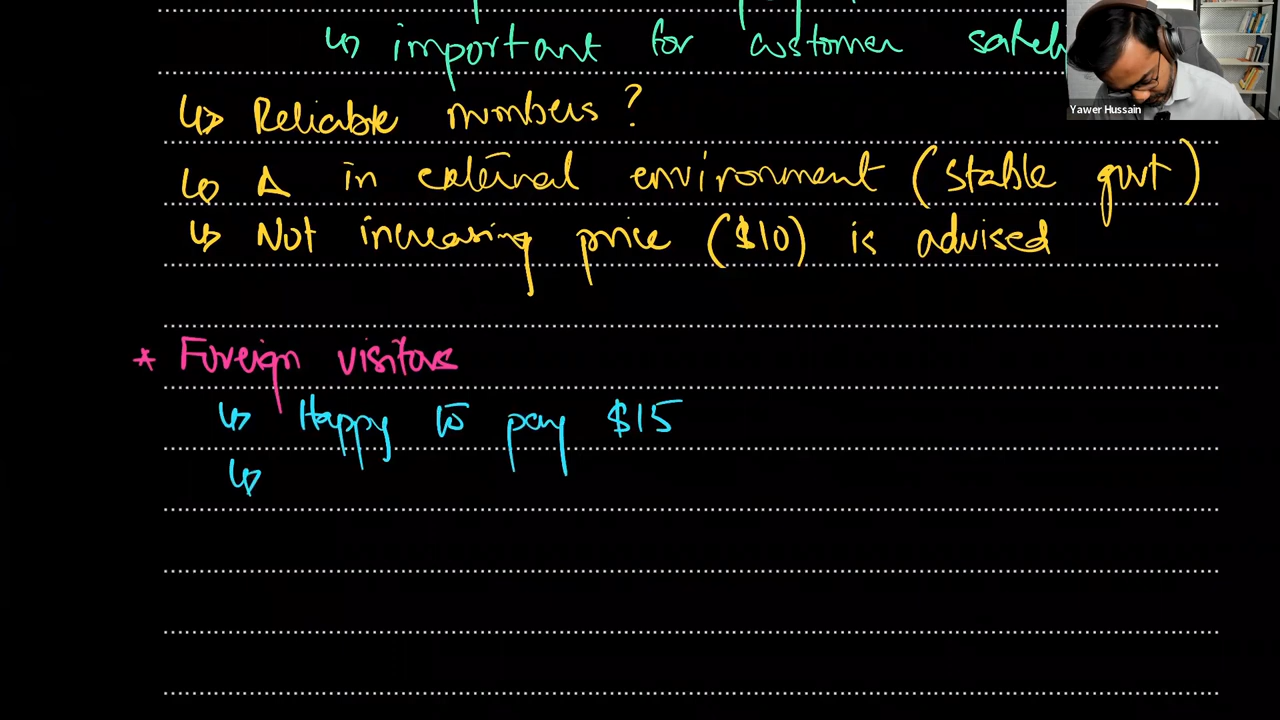 ↳ important for customer
Yawer Hussain
↳ Reliable numbers?
↳ Δ in external environment (stable govt)
↳ Not increasing price ($10) is advised
* Foreign visitors
↳ Happy to pay $15
↳